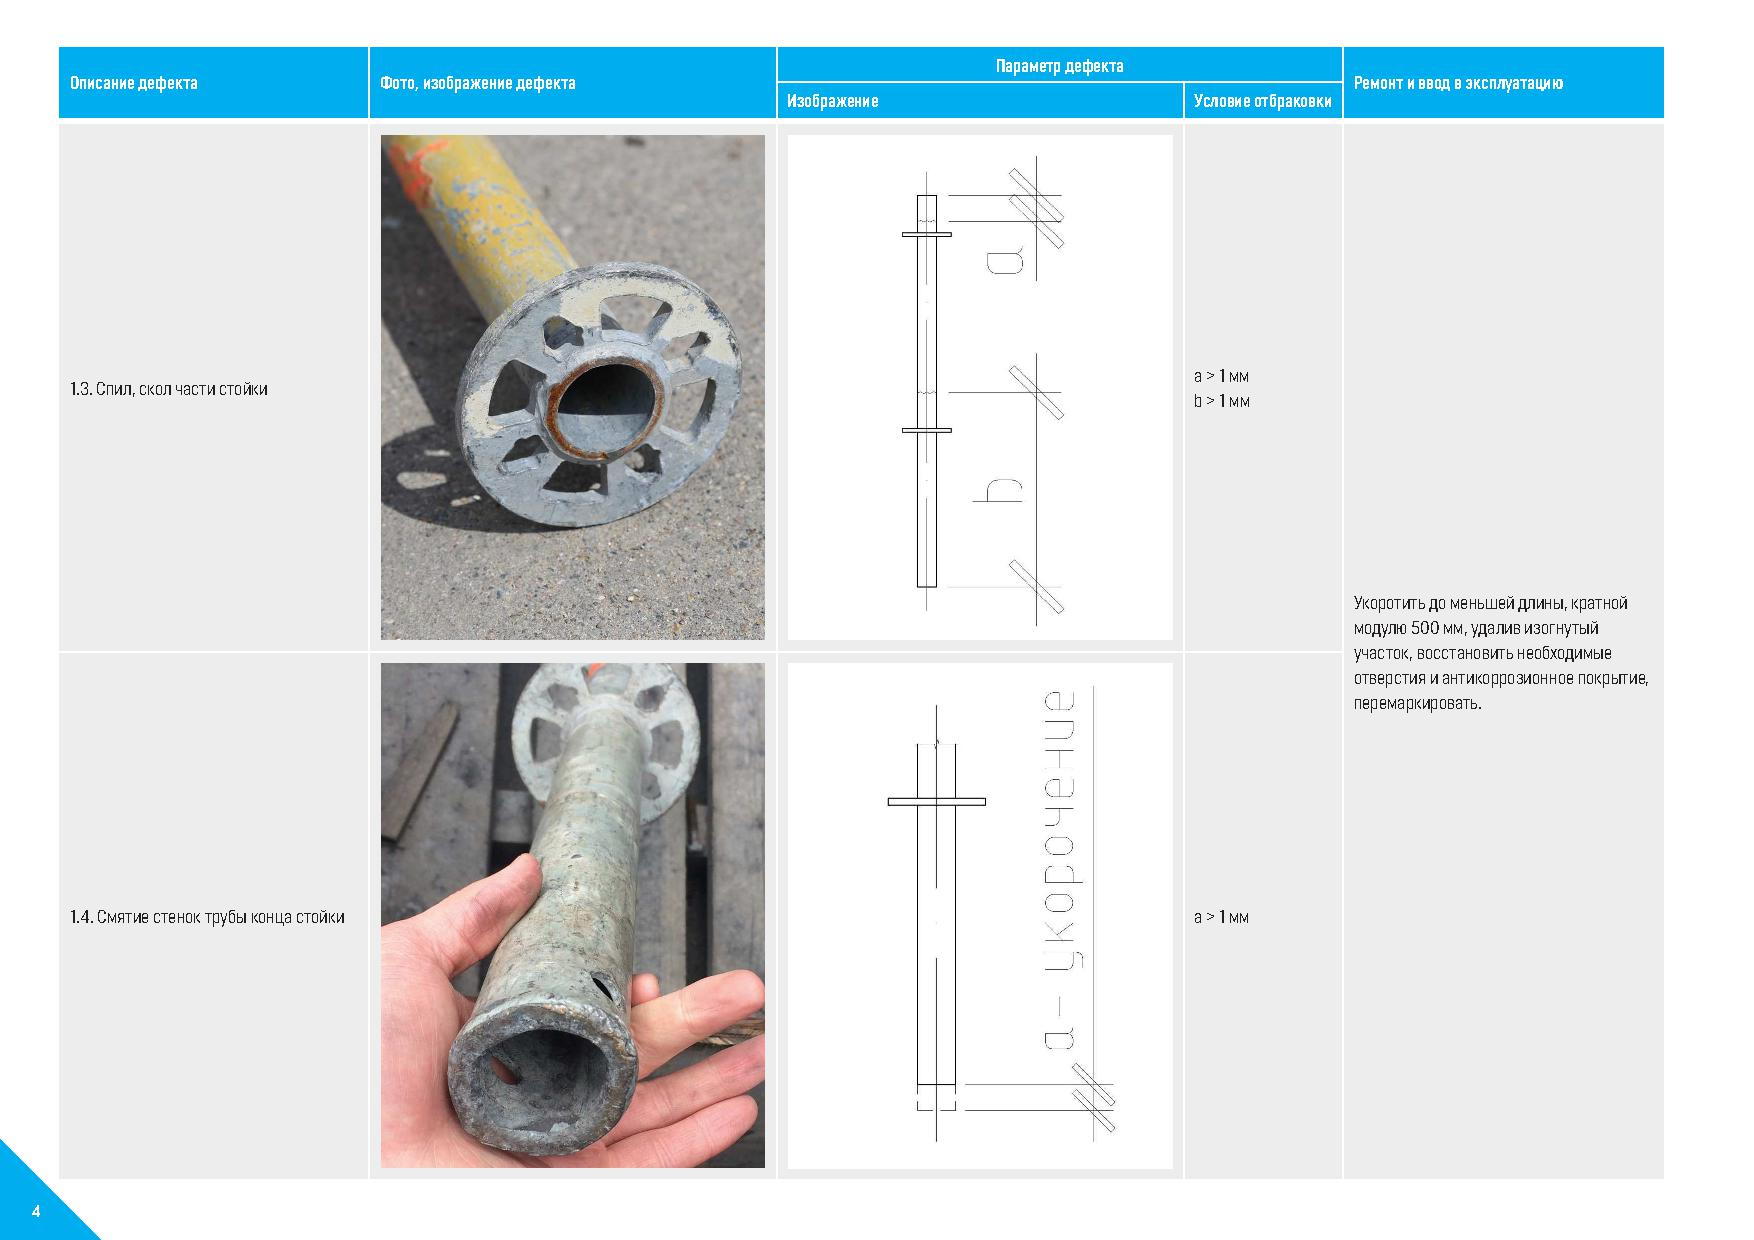 Описание дефекта
Фото, изображение дефекта
Параметр дефекта
Изображение
Условие отбраковки
Ремонт и ввод в эксплуатацию
1.3. Спил, скол части стойки
a
b
a > 1 мм
b > 1 мм
Укоротить до меньшей длины, кратной
модулю 500 мм, удалив изогнутый
участок, восстановить необходимые
отверстия и антикоррозионное покрытие,
перемаркировать.
1.4. Смятие стенок трубы конца стойки
a – укорочение
a > 1 мм
4